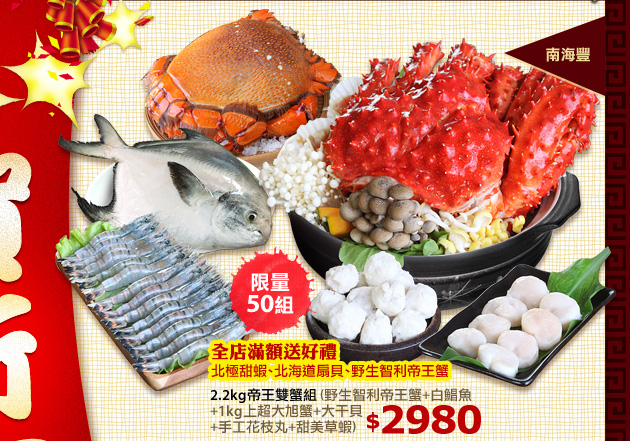 南海豐
限量
50組
全店滿額送好禮
北極甜蝦、北海道扇貝、野生智利帝王蟹
2.2kg帝王雙蟹組 (野生智利帝王蟹+白鯧魚
+1kg上超大旭蟹+大干貝
+手工花枝丸+甜美草蝦)
$2980